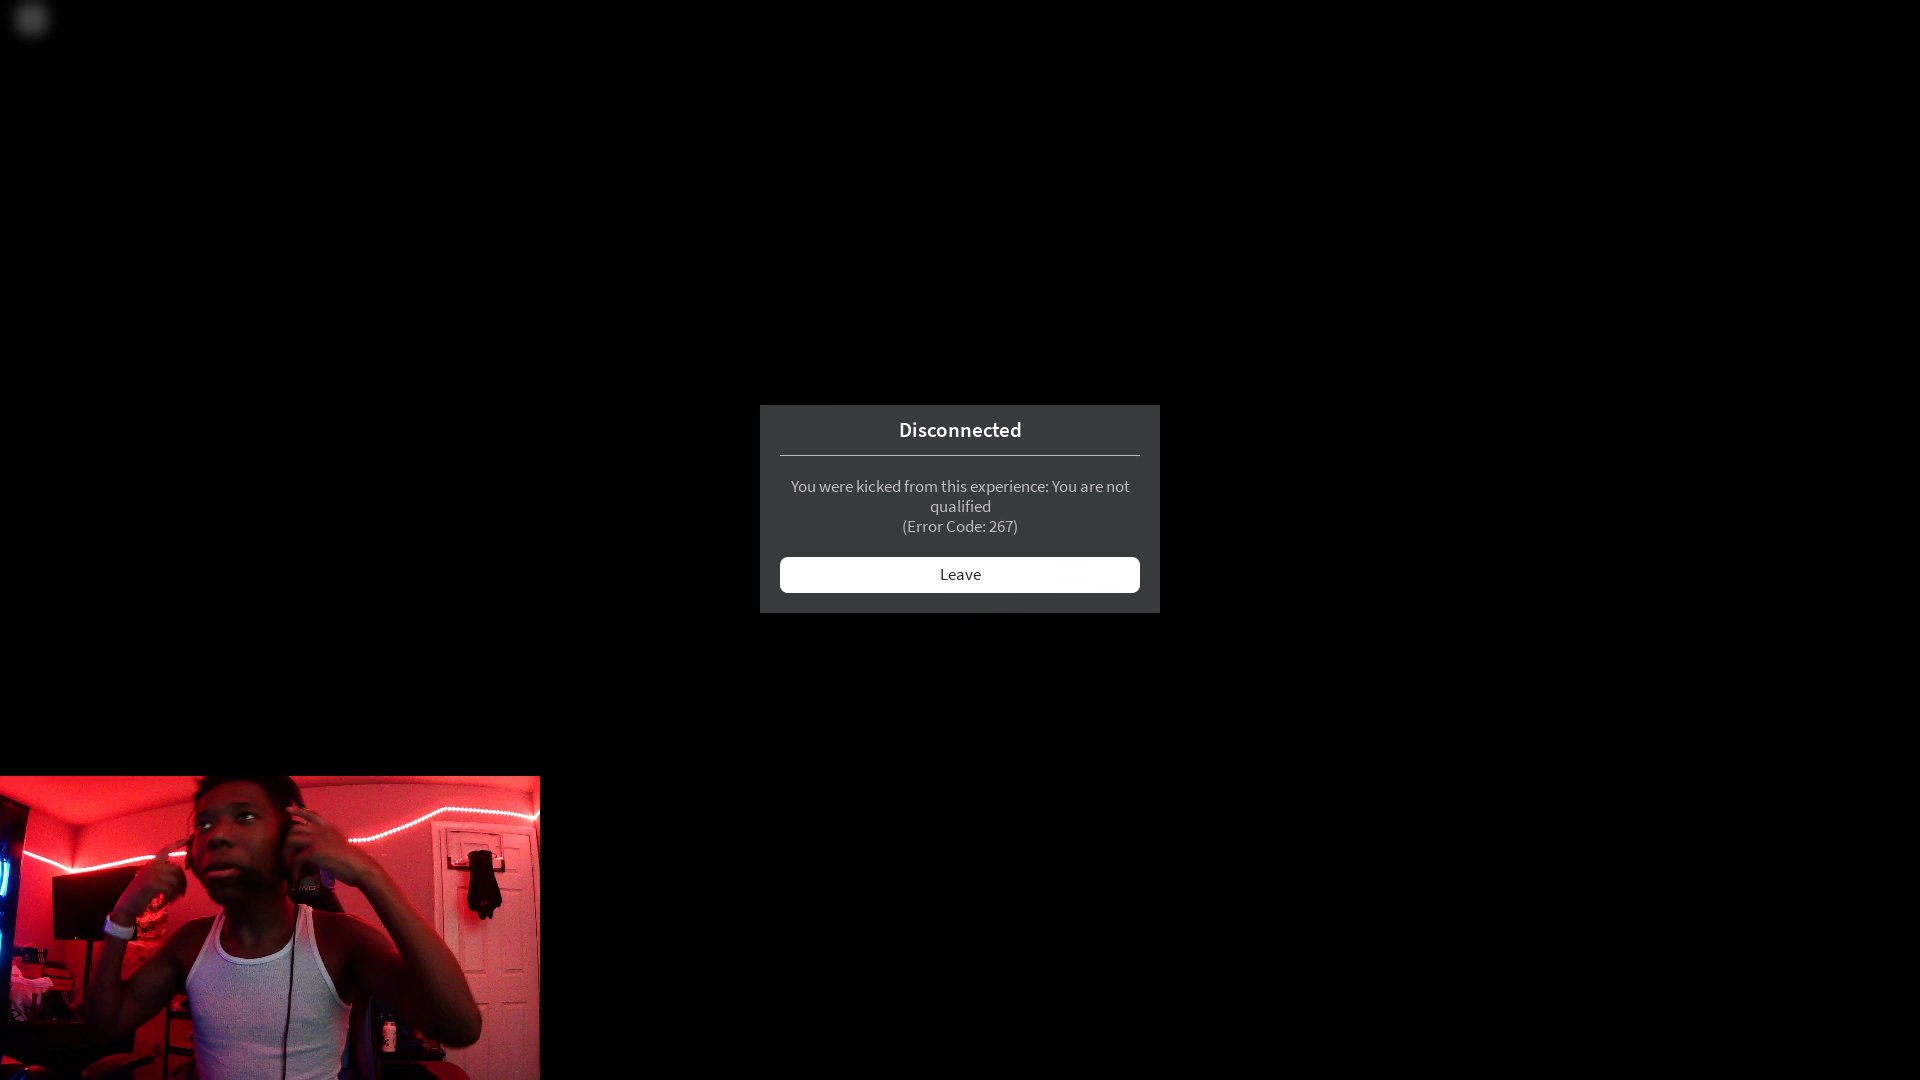 Disconnected
You were kicked from this experience: You are not
qualified
(Error Code: 267)
Leave